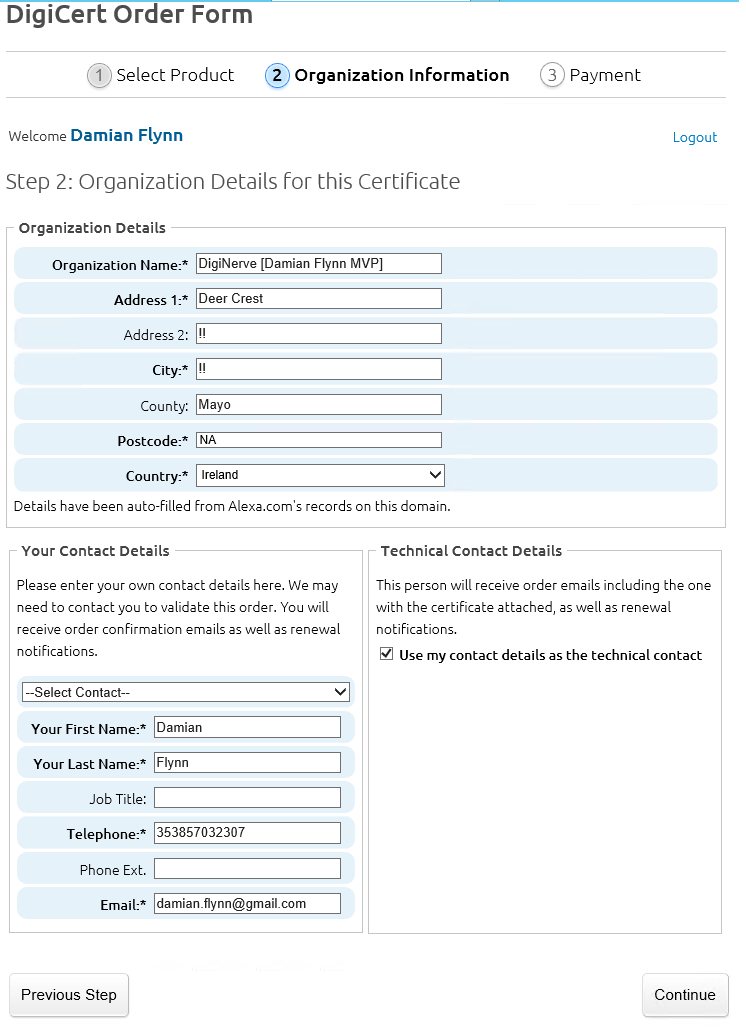 DigiCert Order Form
1 Select Product 2 Organization Information 3 Payment
Welcome Damian Flynn Logout
Step 2: Organization Details for this Certificate
Organization Details
Organization Name:* DigiNerve [Damian Flynn MVP]
Address 1:* Deer Crest
Address 2: !!
City:* !!
County: Mayo
Postcode:* NA
Country:* Ireland
Details have been auto-filled from Alexa.com's records on this domain.
Your Contact Details
Please enter your own contact details here. We may
need to contact you to validate this order. You will
receive order confirmation emails as well as renewal
notifications.
--Select Contact--
Your First Name:* Damian
Your Last Name:* Flynn
Job Title:
Telephone:* 353857032307
Phone Ext.
Email:* damian.flynn@gmail.com
Technical Contact Details
This person will receive order emails including the one
with the certificate attached, as well as renewal
notifications.
Use my contact details as the technical contact
Previous Step Continue